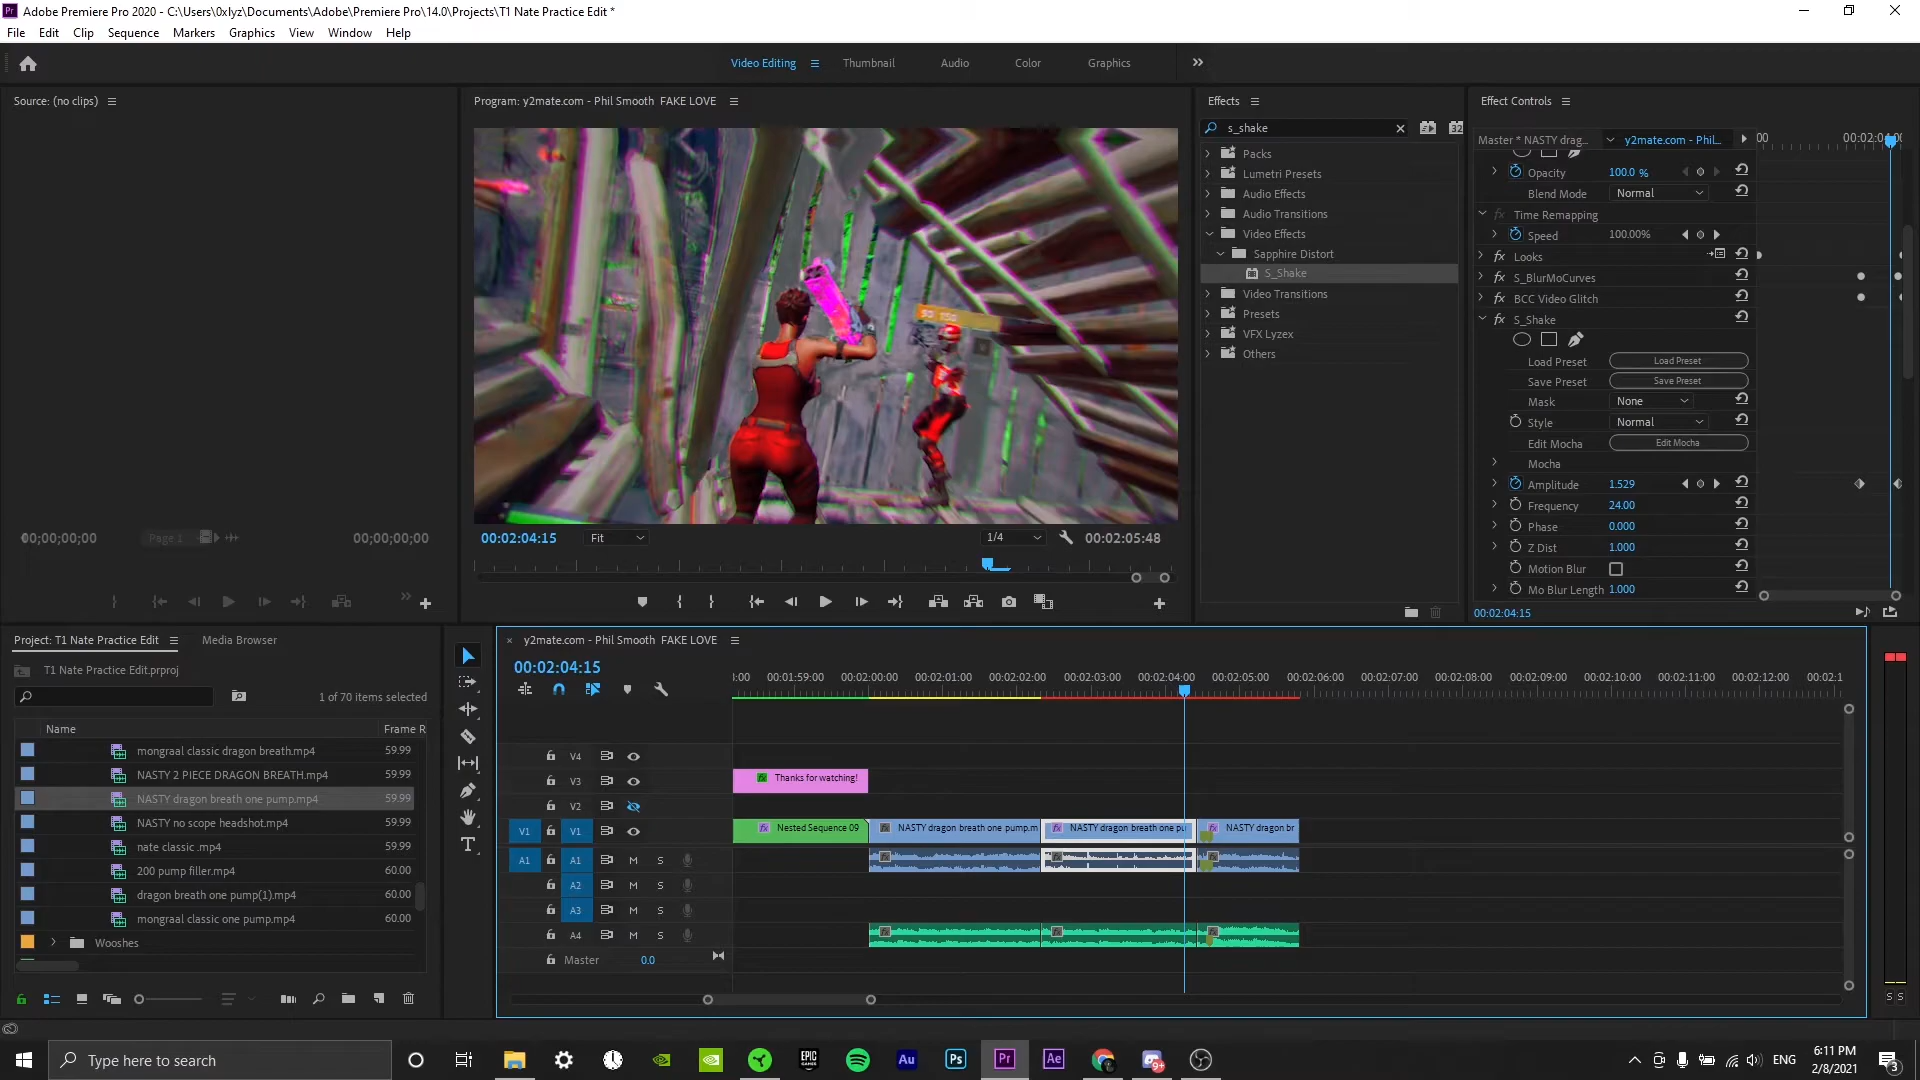 Adobe Premiere Pro 2020 - C:\Users\0xlyz\Documents\Adobe\Premiere Pro\14.0\Projects\T1 Nate Practice Edit *
File Edit Clip Sequence Markers Graphics View Window Help
Video Editing Thumbnail Audio Color Graphics
Source: (no clips)
00;00;00;00 Page 1 00;00;00;00
Program: y2mate.com - Phil Smooth  FAKE LOVE
00:02:04:15 Fit 1/4 00:02:05:48
Effects
s_shake
32
Packs
Lumetri Presets
Audio Effects
Audio Transitions
Video Effects
Sapphire Distort
S_Shake
Video Transitions
Presets
VFX Lyzex
Others
Effect Controls
Master * NASTY drag... y2mate.com - Phil...
Opacity 100.0 %
Blend Mode Normal
Time Remapping
Speed 100.00%
Looks
S_BlurMoCurves
BCC Video Glitch
S_Shake
Load Preset Load Preset
Save Preset Save Preset
Mask None
Style Normal
Edit Mocha Edit Mocha
Mocha
Amplitude 1.529
Frequency 24.00
Phase 0.000
Z Dist 1.000
Motion Blur
Mo Blur Length 1.000
00:02:04:15
Project: T1 Nate Practice Edit Media Browser
T1 Nate Practice Edit.prproj
1 of 70 items selected
Name Frame R
mongraal classic dragon breath.mp4 59.99
NASTY 2 PIECE DRAGON BREATH.mp4 59.99
NASTY dragon breath one pump.mp4 59.99
NASTY no scope headshot.mp4 59.99
nate classic .mp4 59.99
200 pump filler.mp4 60.00
dragon breath one pump(1).mp4 60.00
mongraal classic one pump.mp4 60.00
Wooshes
y2mate.com - Phil Smooth  FAKE LOVE
00:02:04:15
:00 00:01:59:00 00:02:00:00 00:02:01:00 00:02:02:00 00:02:03:00 00:02:04:00 00:02:05:00 00:02:06:00 00:02:07:00 00:02:08:00 00:02:09:00 00:02:10:00 00:02:11:00 00:02:12:00 00:02:1
V4
V3 Thanks for watching!
V2
V1 V1 Nested Sequence 09 NASTY dragon breath one pump.m NASTY dragon breath one pu NASTY dragon br
A1 A1 M S
A2 M S
A3 M S
A4 M S
Master 0.0
S S
Type here to search
EPIC GAMES Au Ps Pr Ae 9+
ENG 6:11 PM 2/8/2021 3